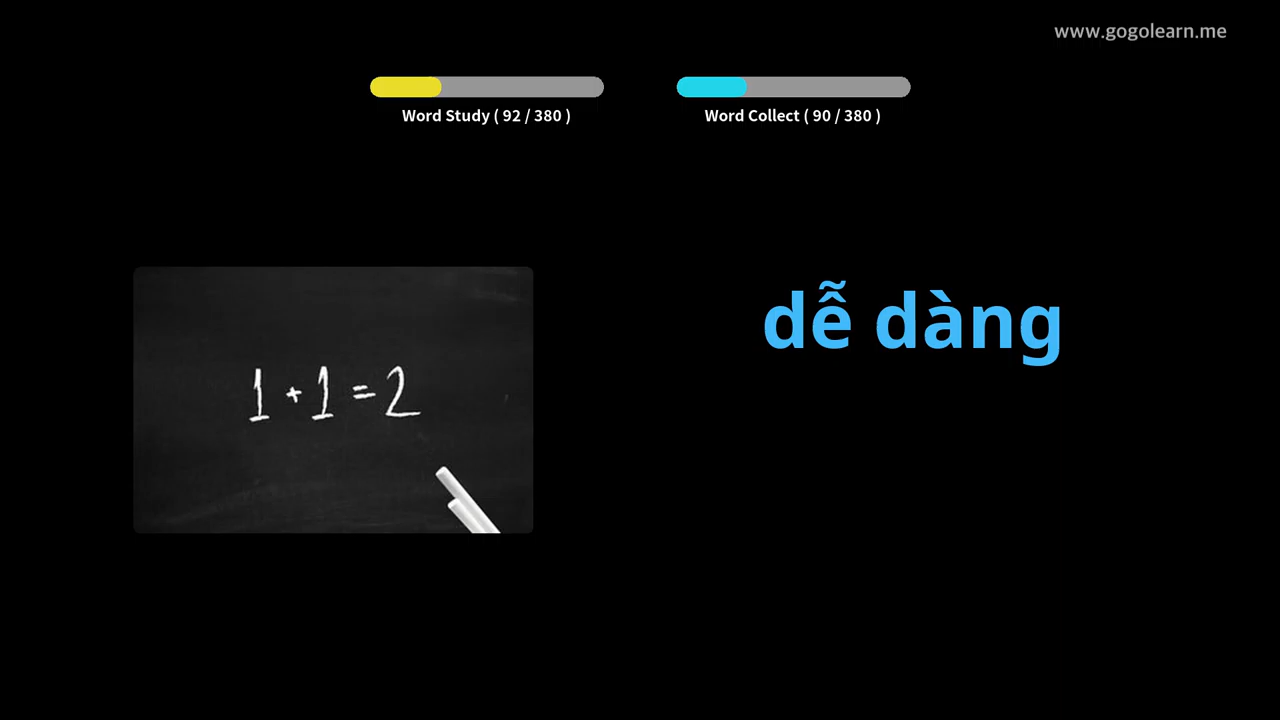 www.gogolearn.me
Word Study ( 92 / 380 )
Word Collect ( 90 / 380 )
dễ dàng
1 + 1 = 2